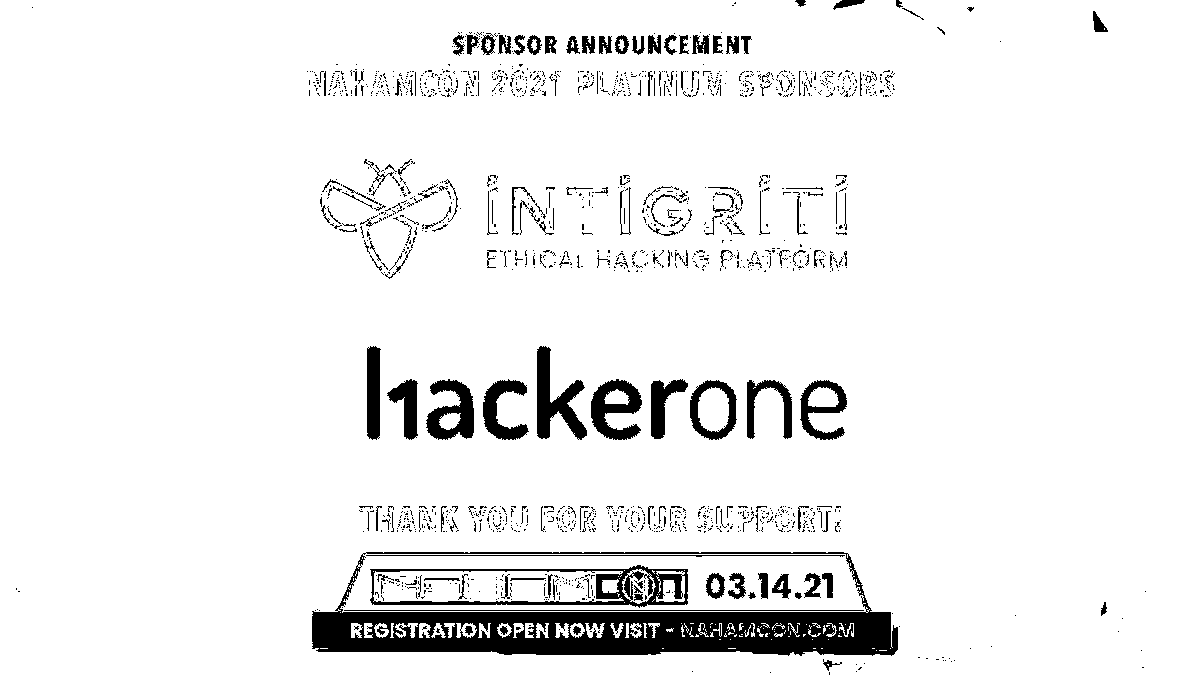 SPONSOR ANNOUNCEMENT
NAHAMCON 2021 PLATINUM SPONSORS
INTIGRITI
ETHICAL HACKING PLATFORM
hackerone
THANK YOU FOR YOUR SUPPORT!
NAHAMCON 03.14.21
REGISTRATION OPEN NOW VISIT - NAHAMCON.COM